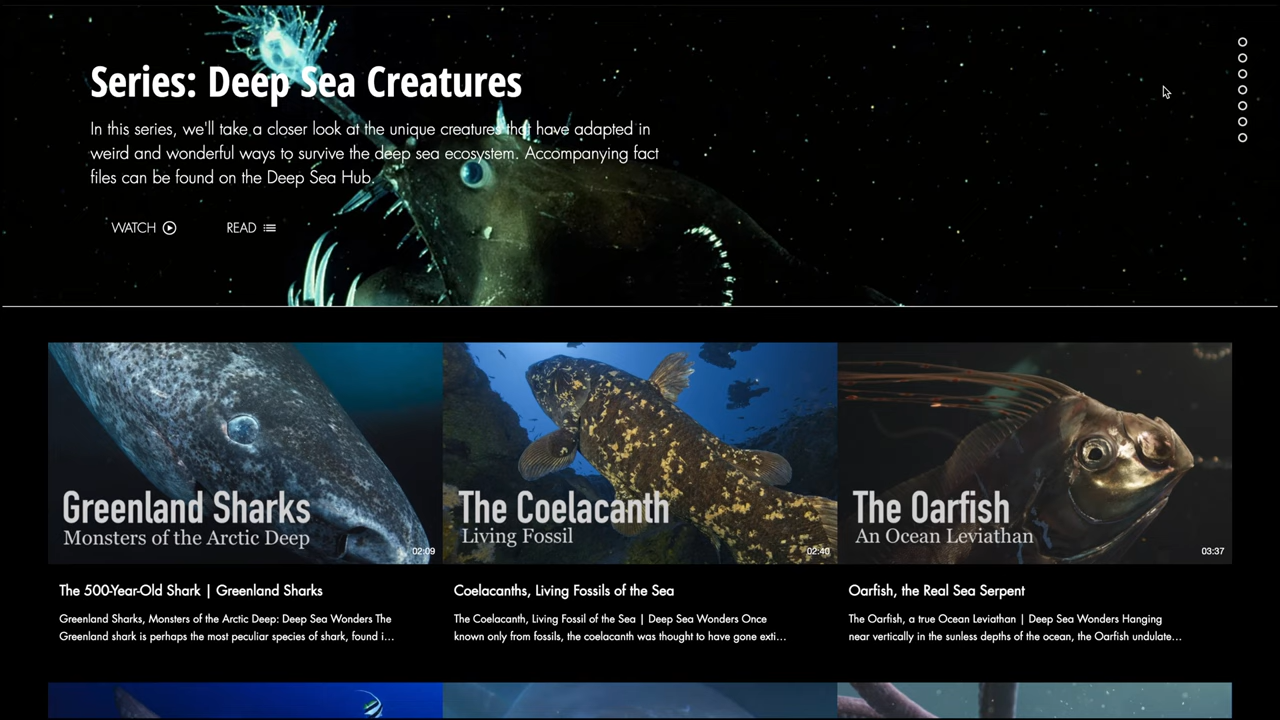 Series: Deep Sea Creatures
In this series, we'll take a closer look at the unique creatures that have adapted in
weird and wonderful ways to survive the deep sea ecosystem. Accompanying fact
files can be found on the Deep Sea Hub.
WATCH
READ
Greenland Sharks
Monsters of the Arctic Deep
02:09
The Coelacanth
Living Fossil
02:40
The Oarfish
An Ocean Leviathan
03:37
The 500-Year-Old Shark | Greenland Sharks
Greenland Sharks, Monsters of the Arctic Deep: Deep Sea Wonders The
Greenland shark is perhaps the most peculiar species of shark, found i...
Coelacanths, Living Fossils of the Sea
The Coelacanth, Living Fossil of the Sea | Deep Sea Wonders Once
known only from fossils, the coelacanth was thought to have gone exti...
Oarfish, the Real Sea Serpent
The Oarfish, a true Ocean Leviathan | Deep Sea Wonders Hanging
near vertically in the sunless depths of the ocean, the Oarfish undulate...